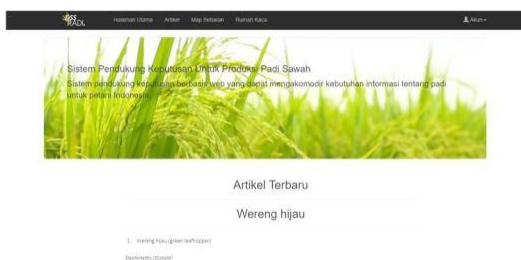 DSS
PADI
Halaman Utama Artikel Map Sebaran Rumah Kaca Akun
Sistem Pendukung Keputusan Untuk Produksi Padi Sawah
Sistem pendukung keputusan berbasis web yang dapat mengakomodir kebutuhan informasi tentang padi
untuk petani Indonesia.
Artikel Terbaru
Wereng hijau
1. Wereng hijau (green leafhopper)